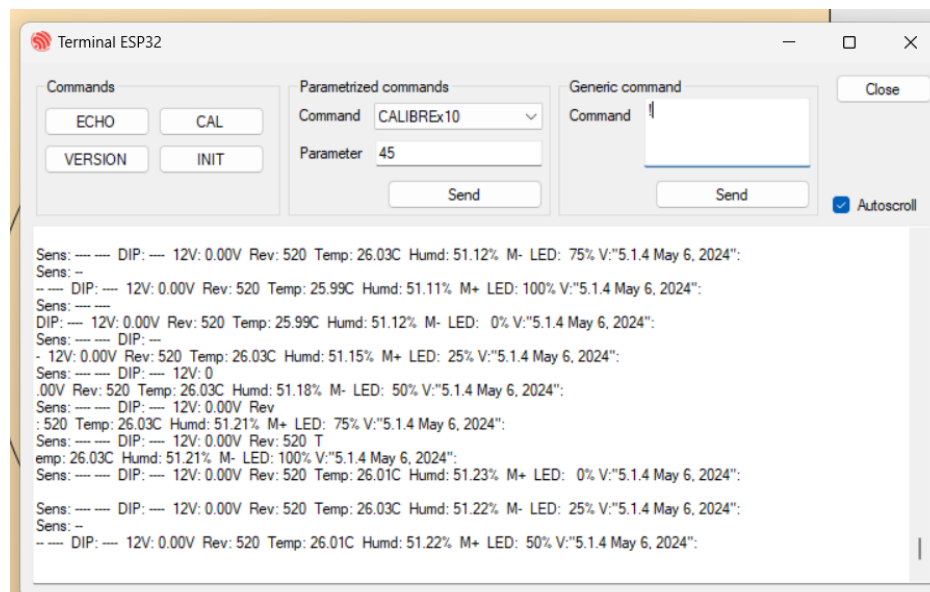 Terminal ESP32
Commands
ECHO CAL
VERSION INIT
Parametrized commands
Command CALIBREx10
Parameter 45
Send
Generic command
Command !
Send
Close
Autoscroll
Sens: ---- ---- DIP: ---- 12V: 0.00V Rev: 520 Temp: 26.03C Humd: 51.12% M- LED: 75% V:"5.1.4 May 6, 2024":
Sens: --
-- ---- DIP: ---- 12V: 0.00V Rev: 520 Temp: 25.99C Humd: 51.11% M+ LED: 100% V:"5.1.4 May 6, 2024":
Sens: ---- ----
DIP: ---- 12V: 0.00V Rev: 520 Temp: 25.99C Humd: 51.12% M- LED: 0% V:"5.1.4 May 6, 2024":
Sens: ---- ---- DIP: ---
- 12V: 0.00V Rev: 520 Temp: 26.03C Humd: 51.15% M+ LED: 25% V:"5.1.4 May 6, 2024":
Sens: ---- ---- DIP: ---- 12V: 0
.00V Rev: 520 Temp: 26.03C Humd: 51.18% M- LED: 50% V:"5.1.4 May 6, 2024":
Sens: ---- ---- DIP: ---- 12V: 0.00V Rev
: 520 Temp: 26.03C Humd: 51.21% M+ LED: 75% V:"5.1.4 May 6, 2024":
Sens: ---- ---- DIP: ---- 12V: 0.00V Rev: 520 T
emp: 26.03C Humd: 51.21% M- LED: 100% V:"5.1.4 May 6, 2024":
Sens: ---- ---- DIP: ---- 12V: 0.00V Rev: 520 Temp: 26.01C Humd: 51.23% M+ LED: 0% V:"5.1.4 May 6, 2024":
Sens: ---- ---- DIP: ---- 12V: 0.00V Rev: 520 Temp: 26.03C Humd: 51.22% M- LED: 25% V:"5.1.4 May 6, 2024":
Sens: --
-- ---- DIP: ---- 12V: 0.00V Rev: 520 Temp: 26.01C Humd: 51.22% M+ LED: 50% V:"5.1.4 May 6, 2024":